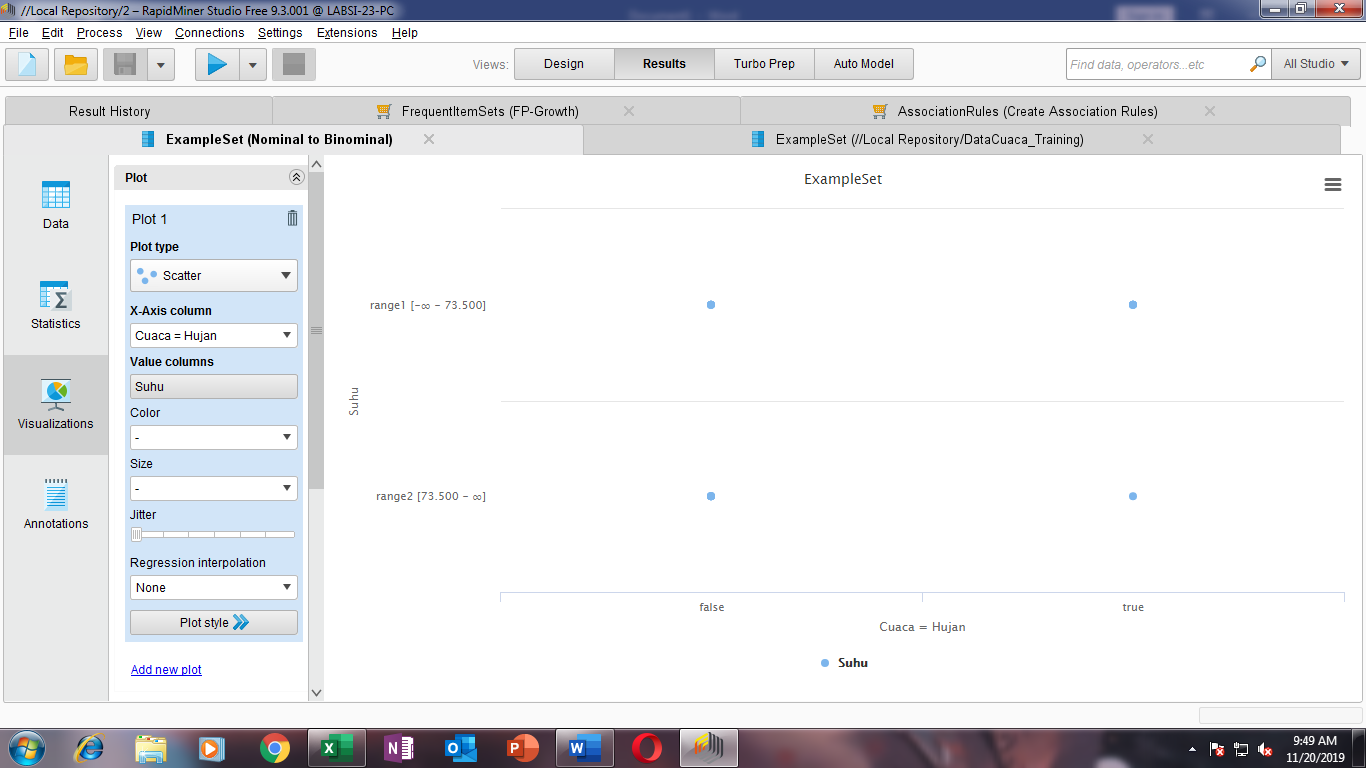 //Local Repository/2 – RapidMiner Studio Free 9.3.001 @ LABSI-23-PC
File Edit Process View Connections Settings Extensions Help
Views: Design Results Turbo Prep Auto Model
Find data, operators...etc
All Studio
Result History
FrequentItemSets (FP-Growth)
AssociationRules (Create Association Rules)
ExampleSet (Nominal to Binominal)
ExampleSet (//Local Repository/DataCuaca_Training)
Data
Statistics
Visualizations
Annotations
Plot
Plot 1
Plot type
Scatter
X-Axis column
Cuaca = Hujan
Value columns
Suhu
Color
-
Size
-
Jitter
Regression interpolation
None
Plot style
Add new plot
ExampleSet
range1 [-∞ - 73.500]
Suhu
range2 [73.500 - ∞]
false
true
Cuaca = Hujan
Suhu
9:49 AM
11/20/2019